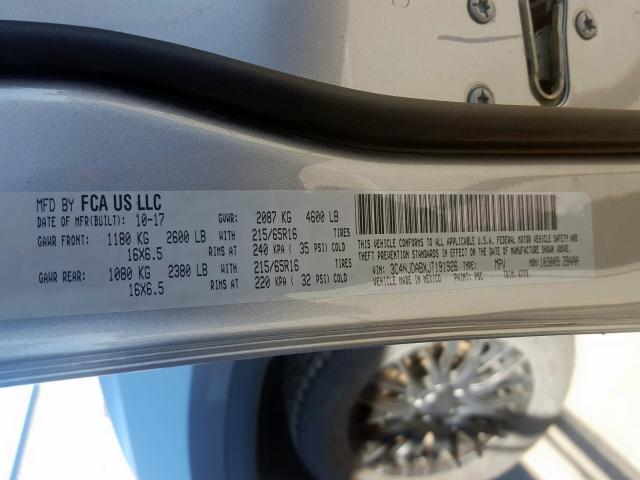 MFD BY FCA US LLC
DATE OF MFR(BUILT): 10-17 GVWR: 2087 KG 4600 LB
GAWR FRONT: 1180 KG 2600 LB WITH 215/65R16 TIRES
16X6.5 RIMS AT 240 KPA ( 35 PSI) COLD
GAWR REAR: 1080 KG 2380 LB WITH 215/65R16 TIRES
16X6.5 RIMS AT 220 KPA ( 32 PSI) COLD
THIS VEHICLE CONFORMS TO ALL APPLICABLE U.S.A. FEDERAL MOTOR VEHICLE SAFETY AND
THEFT PREVENTION STANDARDS IN EFFECT ON THE DATE OF MANUFACTURE SHOWN ABOVE.
VIN: 3C4NJDABXJT191926 TYPE: MPV
VEHICLE MADE IN MEXICO PAINT: PSC